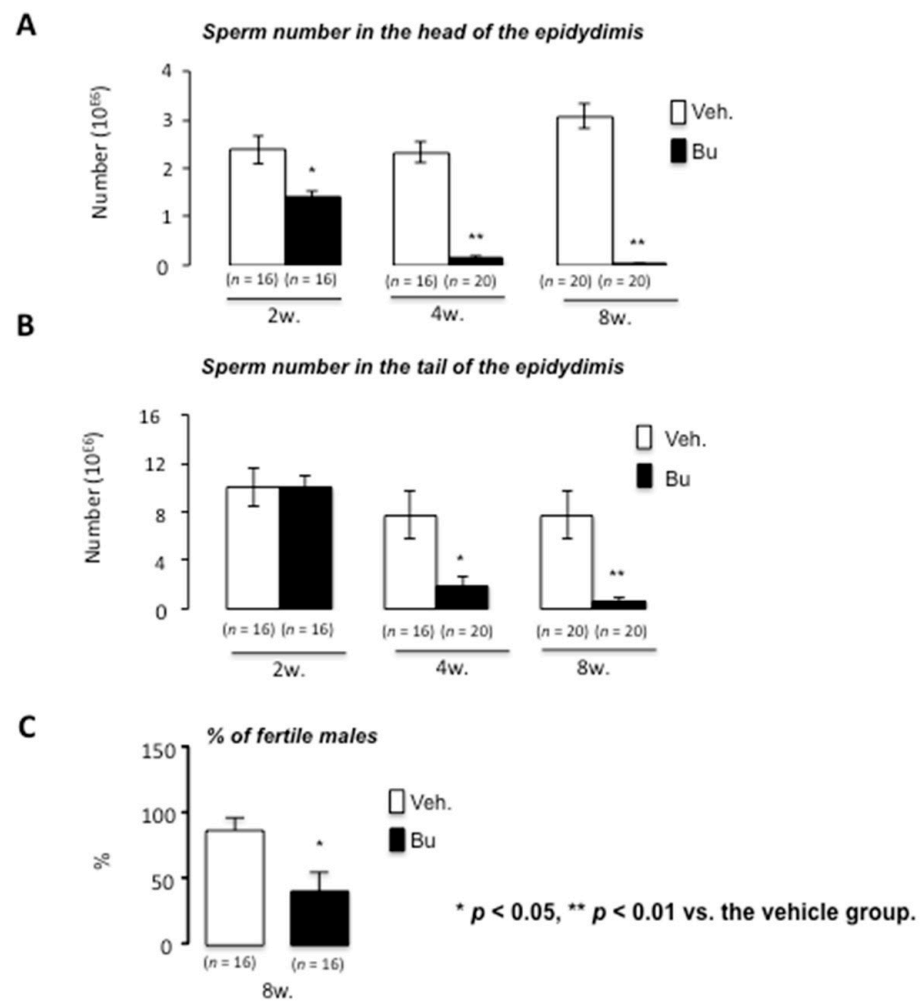 A
Sperm number in the head of the epidydimis
Number (10E6)
4
3
2
1
0
*
**
**
Veh.
Bu
(n = 16) (n = 16)
(n = 16) (n = 20)
(n = 20) (n = 20)
2w.
4w.
8w.
B
Sperm number in the tail of the epidydimis
Number (10E6)
16
12
8
4
0
*
**
Veh.
Bu
(n = 16) (n = 16)
(n = 16) (n = 20)
(n = 20) (n = 20)
2w.
4w.
8w.
C
% of fertile males
%
150
100
50
0
*
Veh.
Bu
(n = 16)
(n = 16)
8w.
* p < 0.05, ** p < 0.01 vs. the vehicle group.